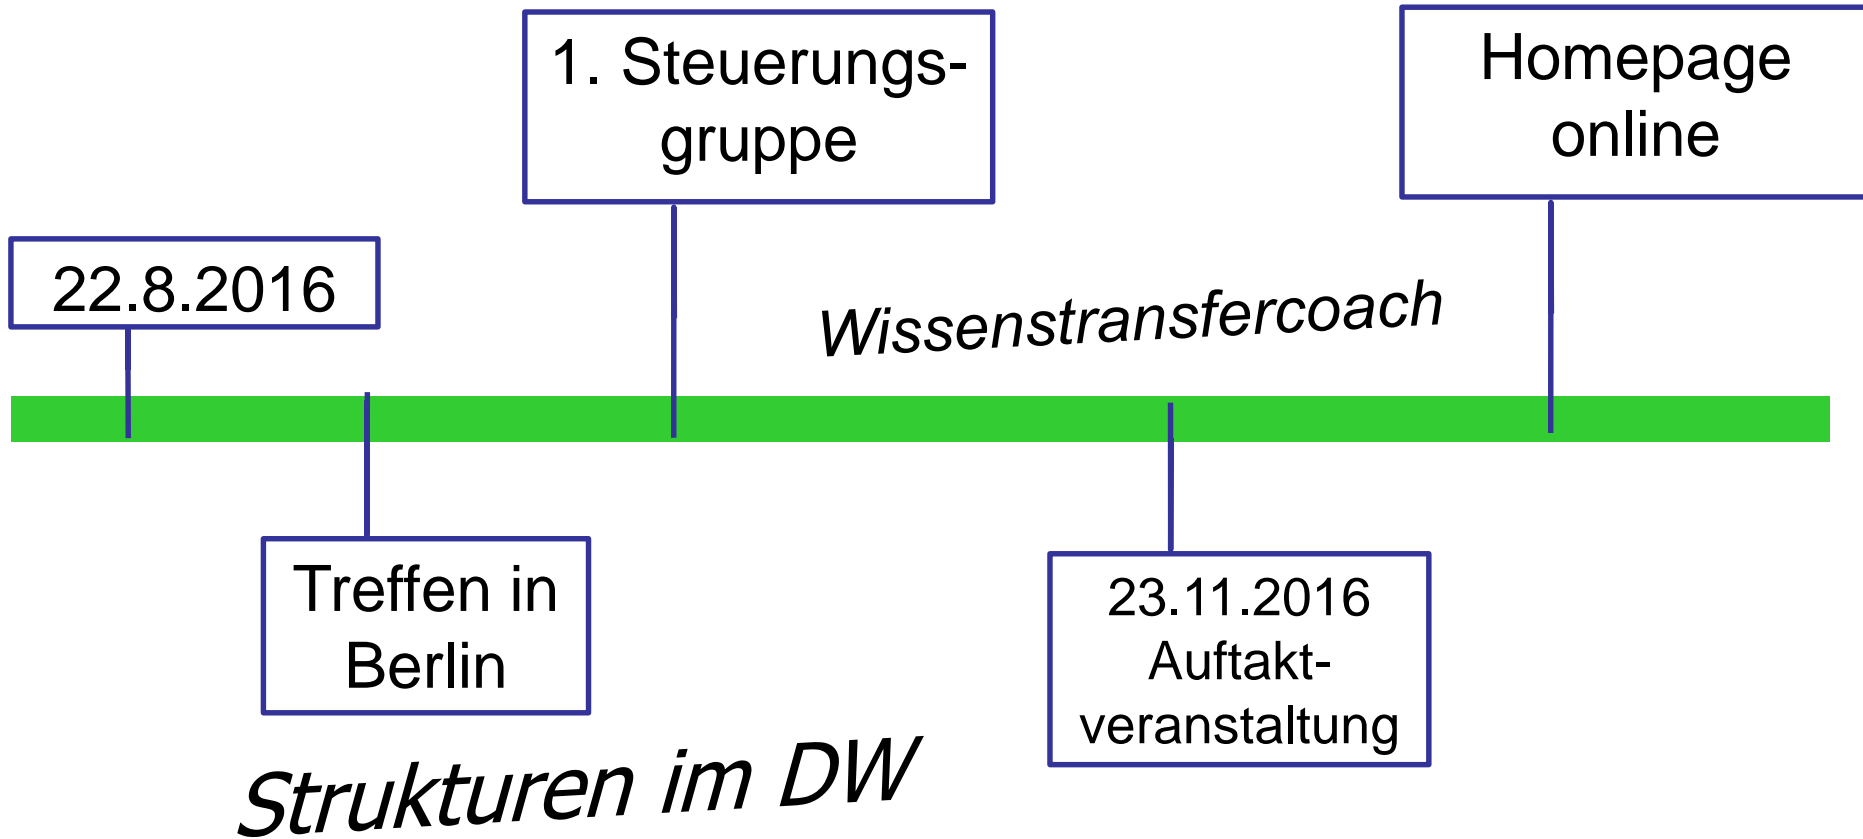 1. Steuerungs-
gruppe
Homepage
online
22.8.2016
Wissenstransfercoach
Treffen in
Berlin
23.11.2016
Auftakt-
veranstaltung
Strukturen im DW